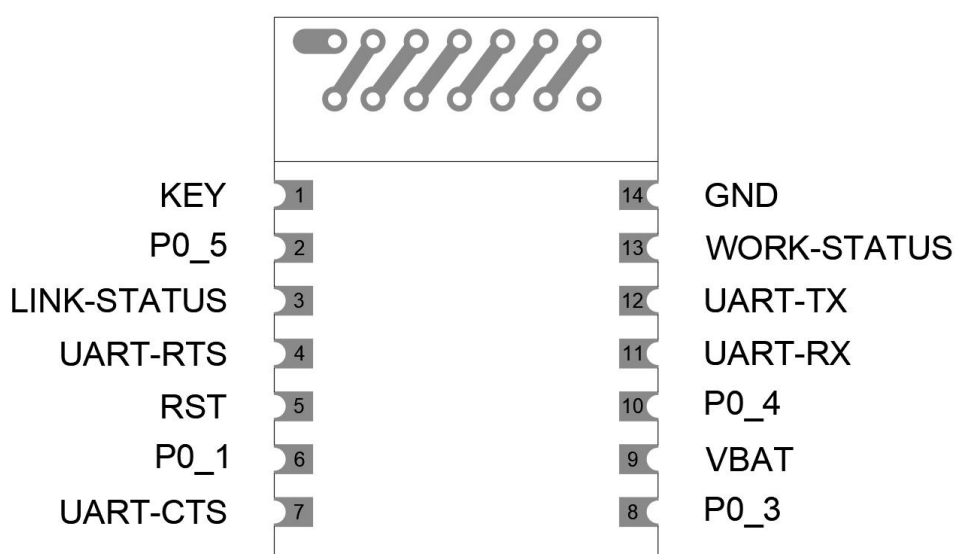 KEY 1 14 GND
P0_5 2 13 WORK-STATUS
LINK-STATUS 3 12 UART-TX
UART-RTS 4 11 UART-RX
RST 5 10 P0_4
P0_1 6 9 VBAT
UART-CTS 7 8 P0_3